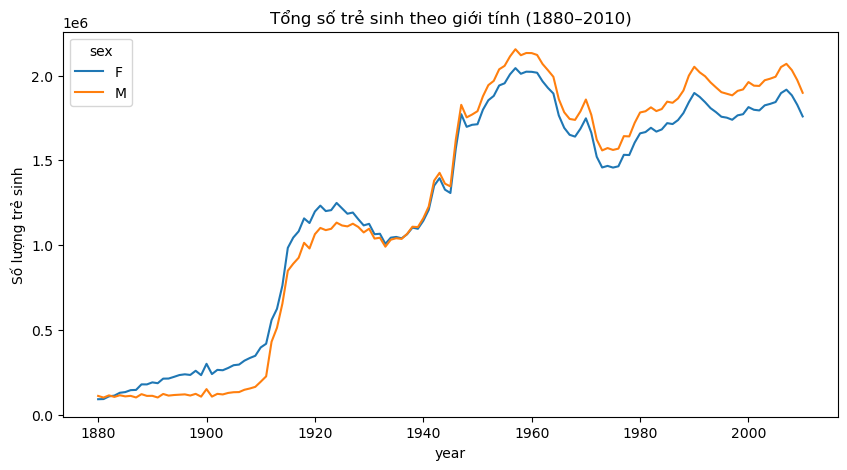 Tổng số trẻ sinh theo giới tính (1880–2010)
1e6
sex
F
M
2.0
1.5
1.0
0.5
0.0
Số lượng trẻ sinh
1880
1900
1920
1940
1960
1980
2000
year